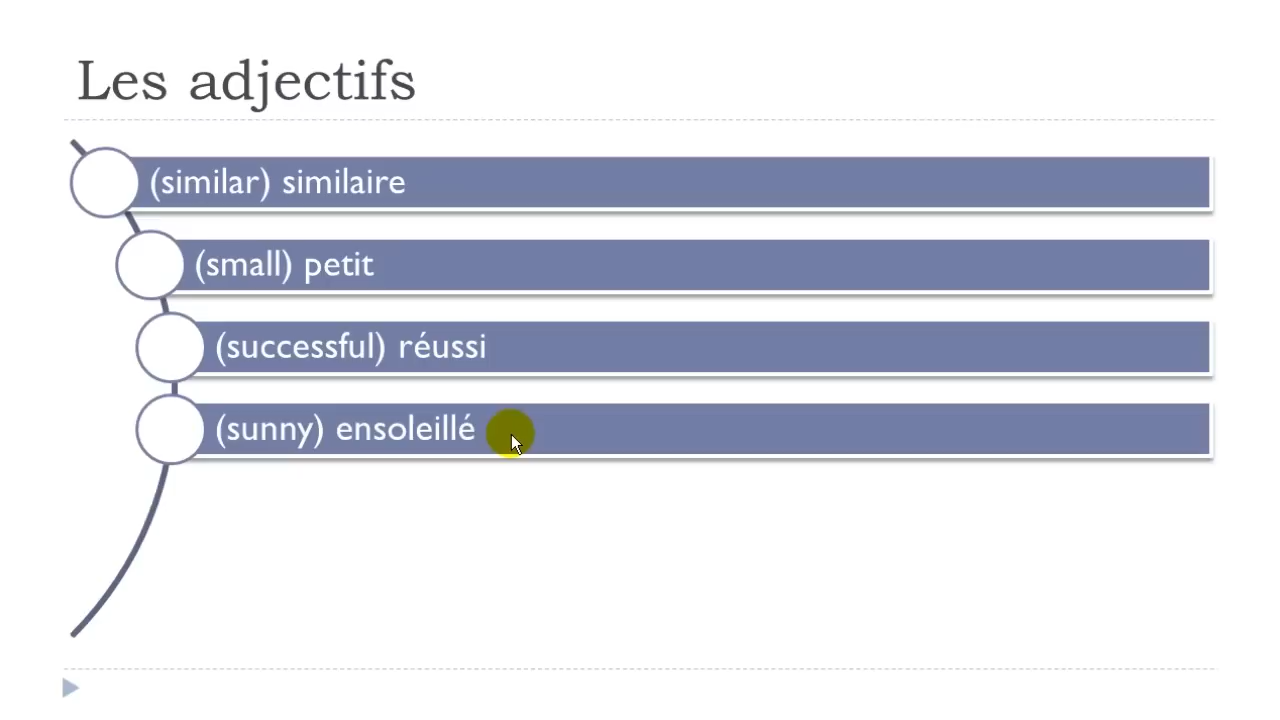 Les adjectifs
(similar) similaire
(small) petit
(successful) réussi
(sunny) ensoleillé